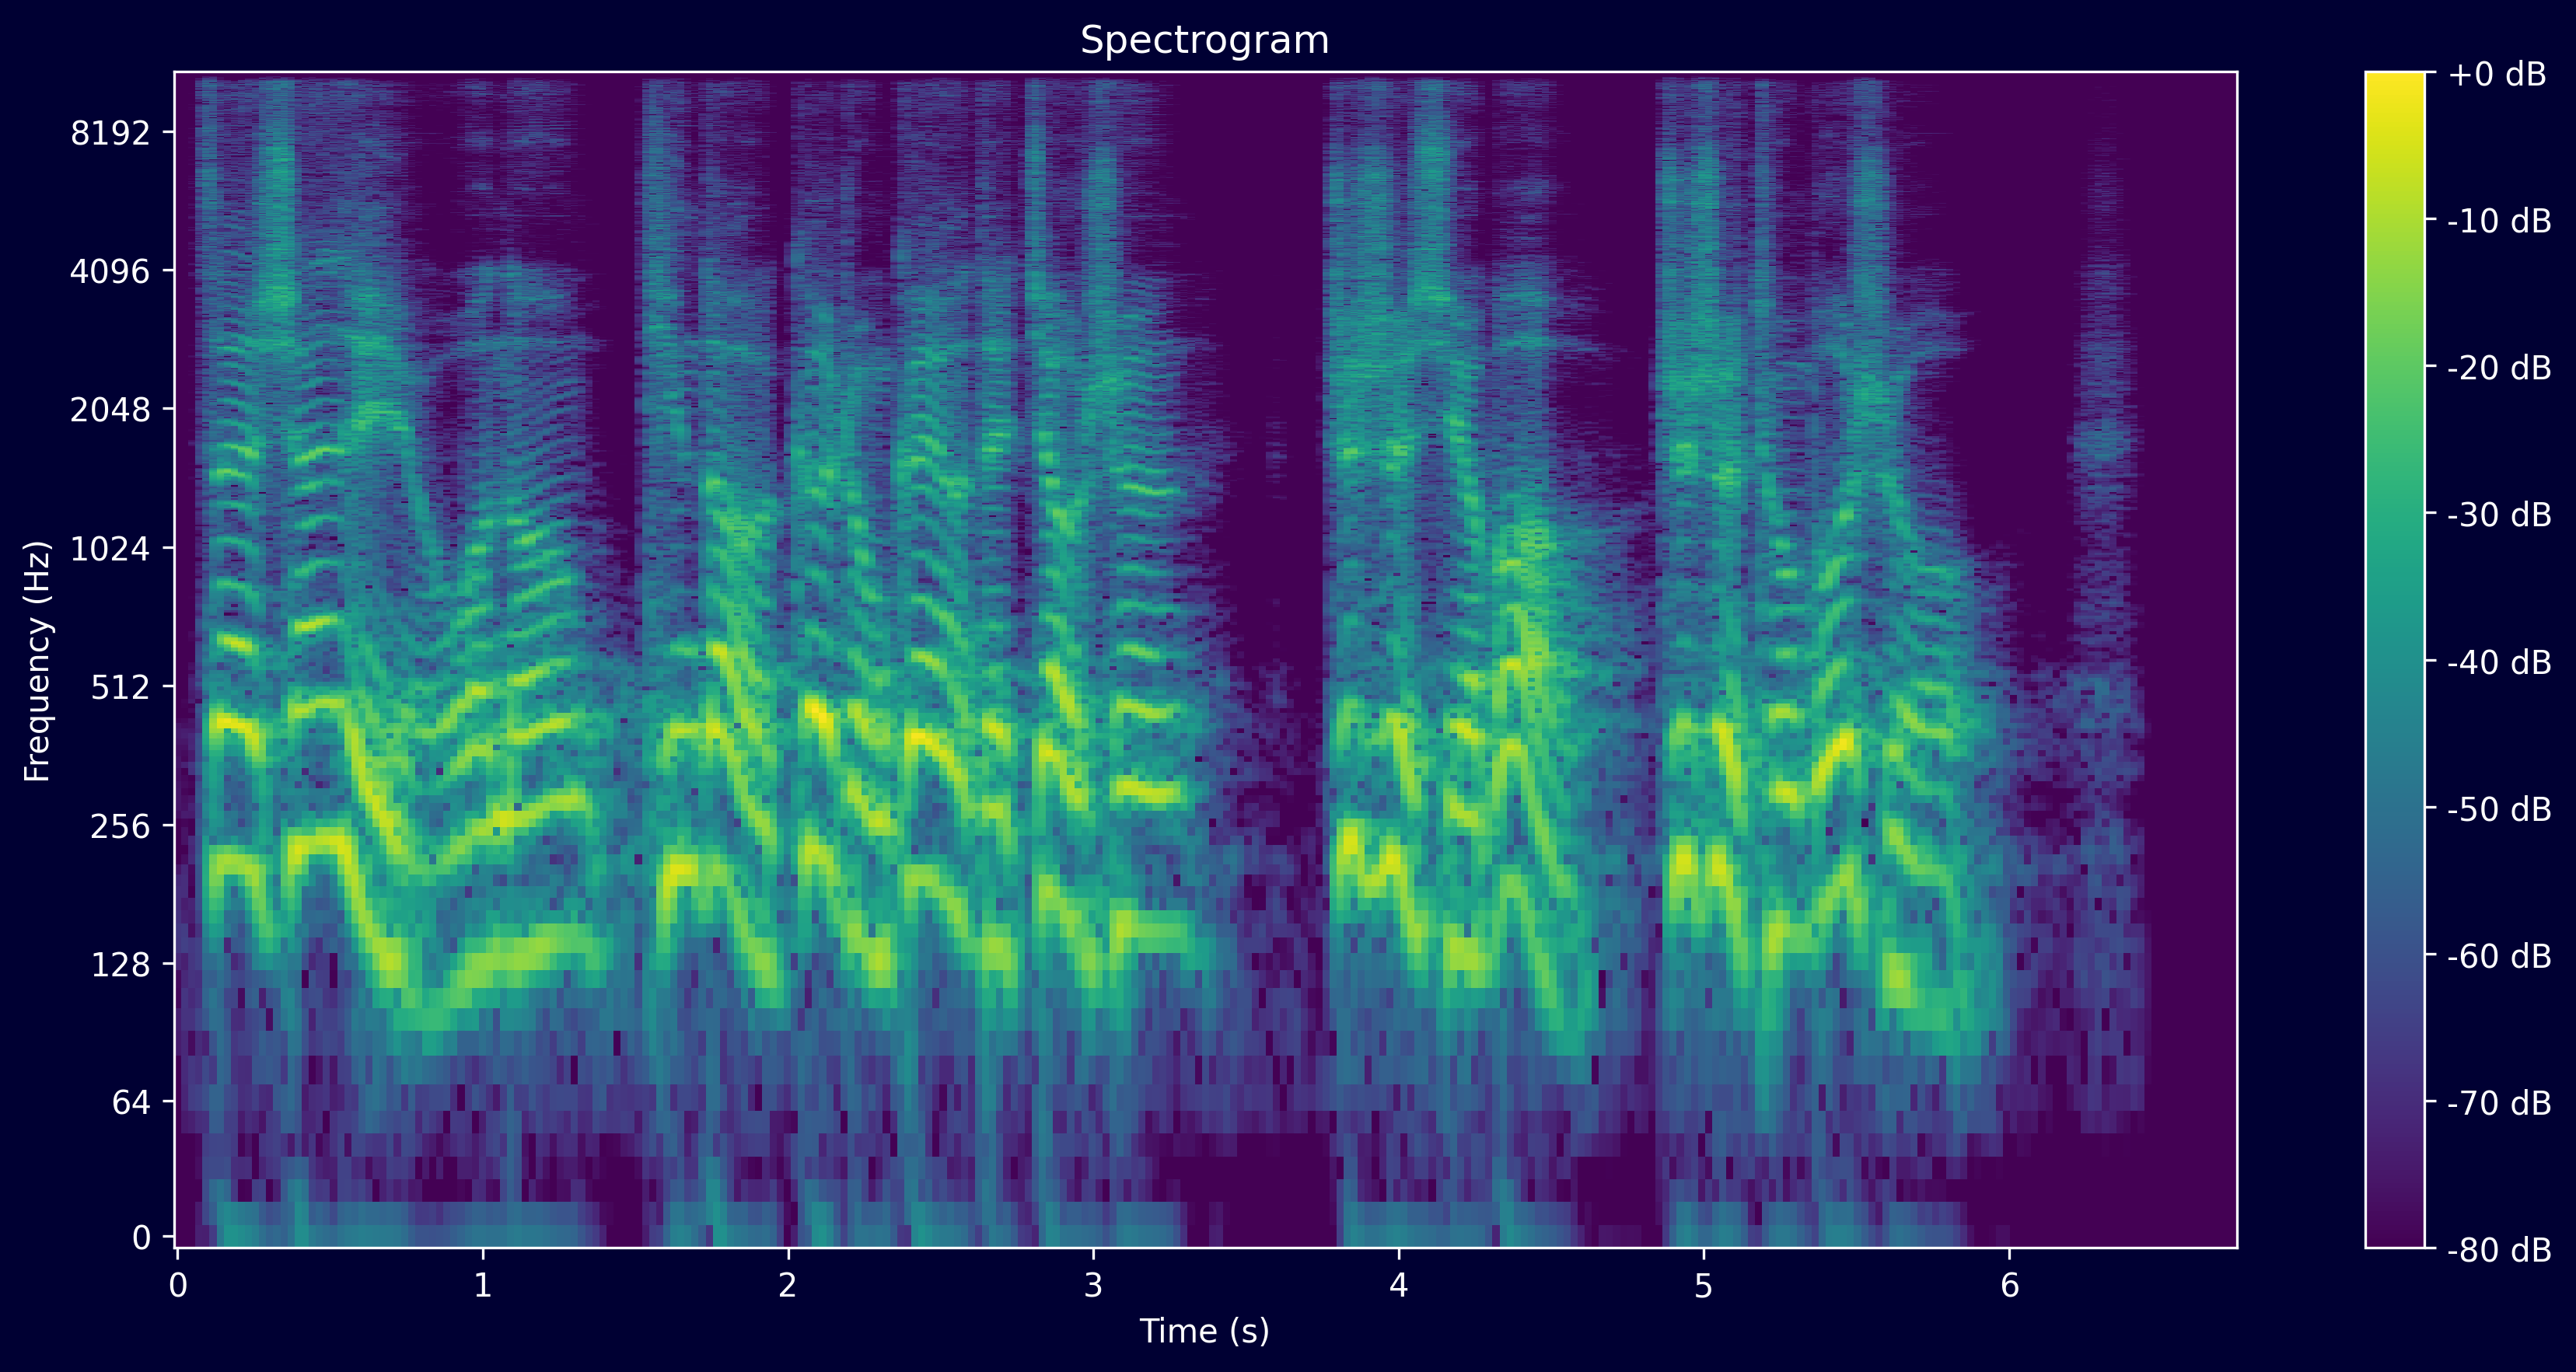 Spectrogram
Frequency (Hz)
8192
4096
2048
1024
512
256
128
64
0
0 1 2 3 4 5 6
Time (s)
+0 dB
-10 dB
-20 dB
-30 dB
-40 dB
-50 dB
-60 dB
-70 dB
-80 dB